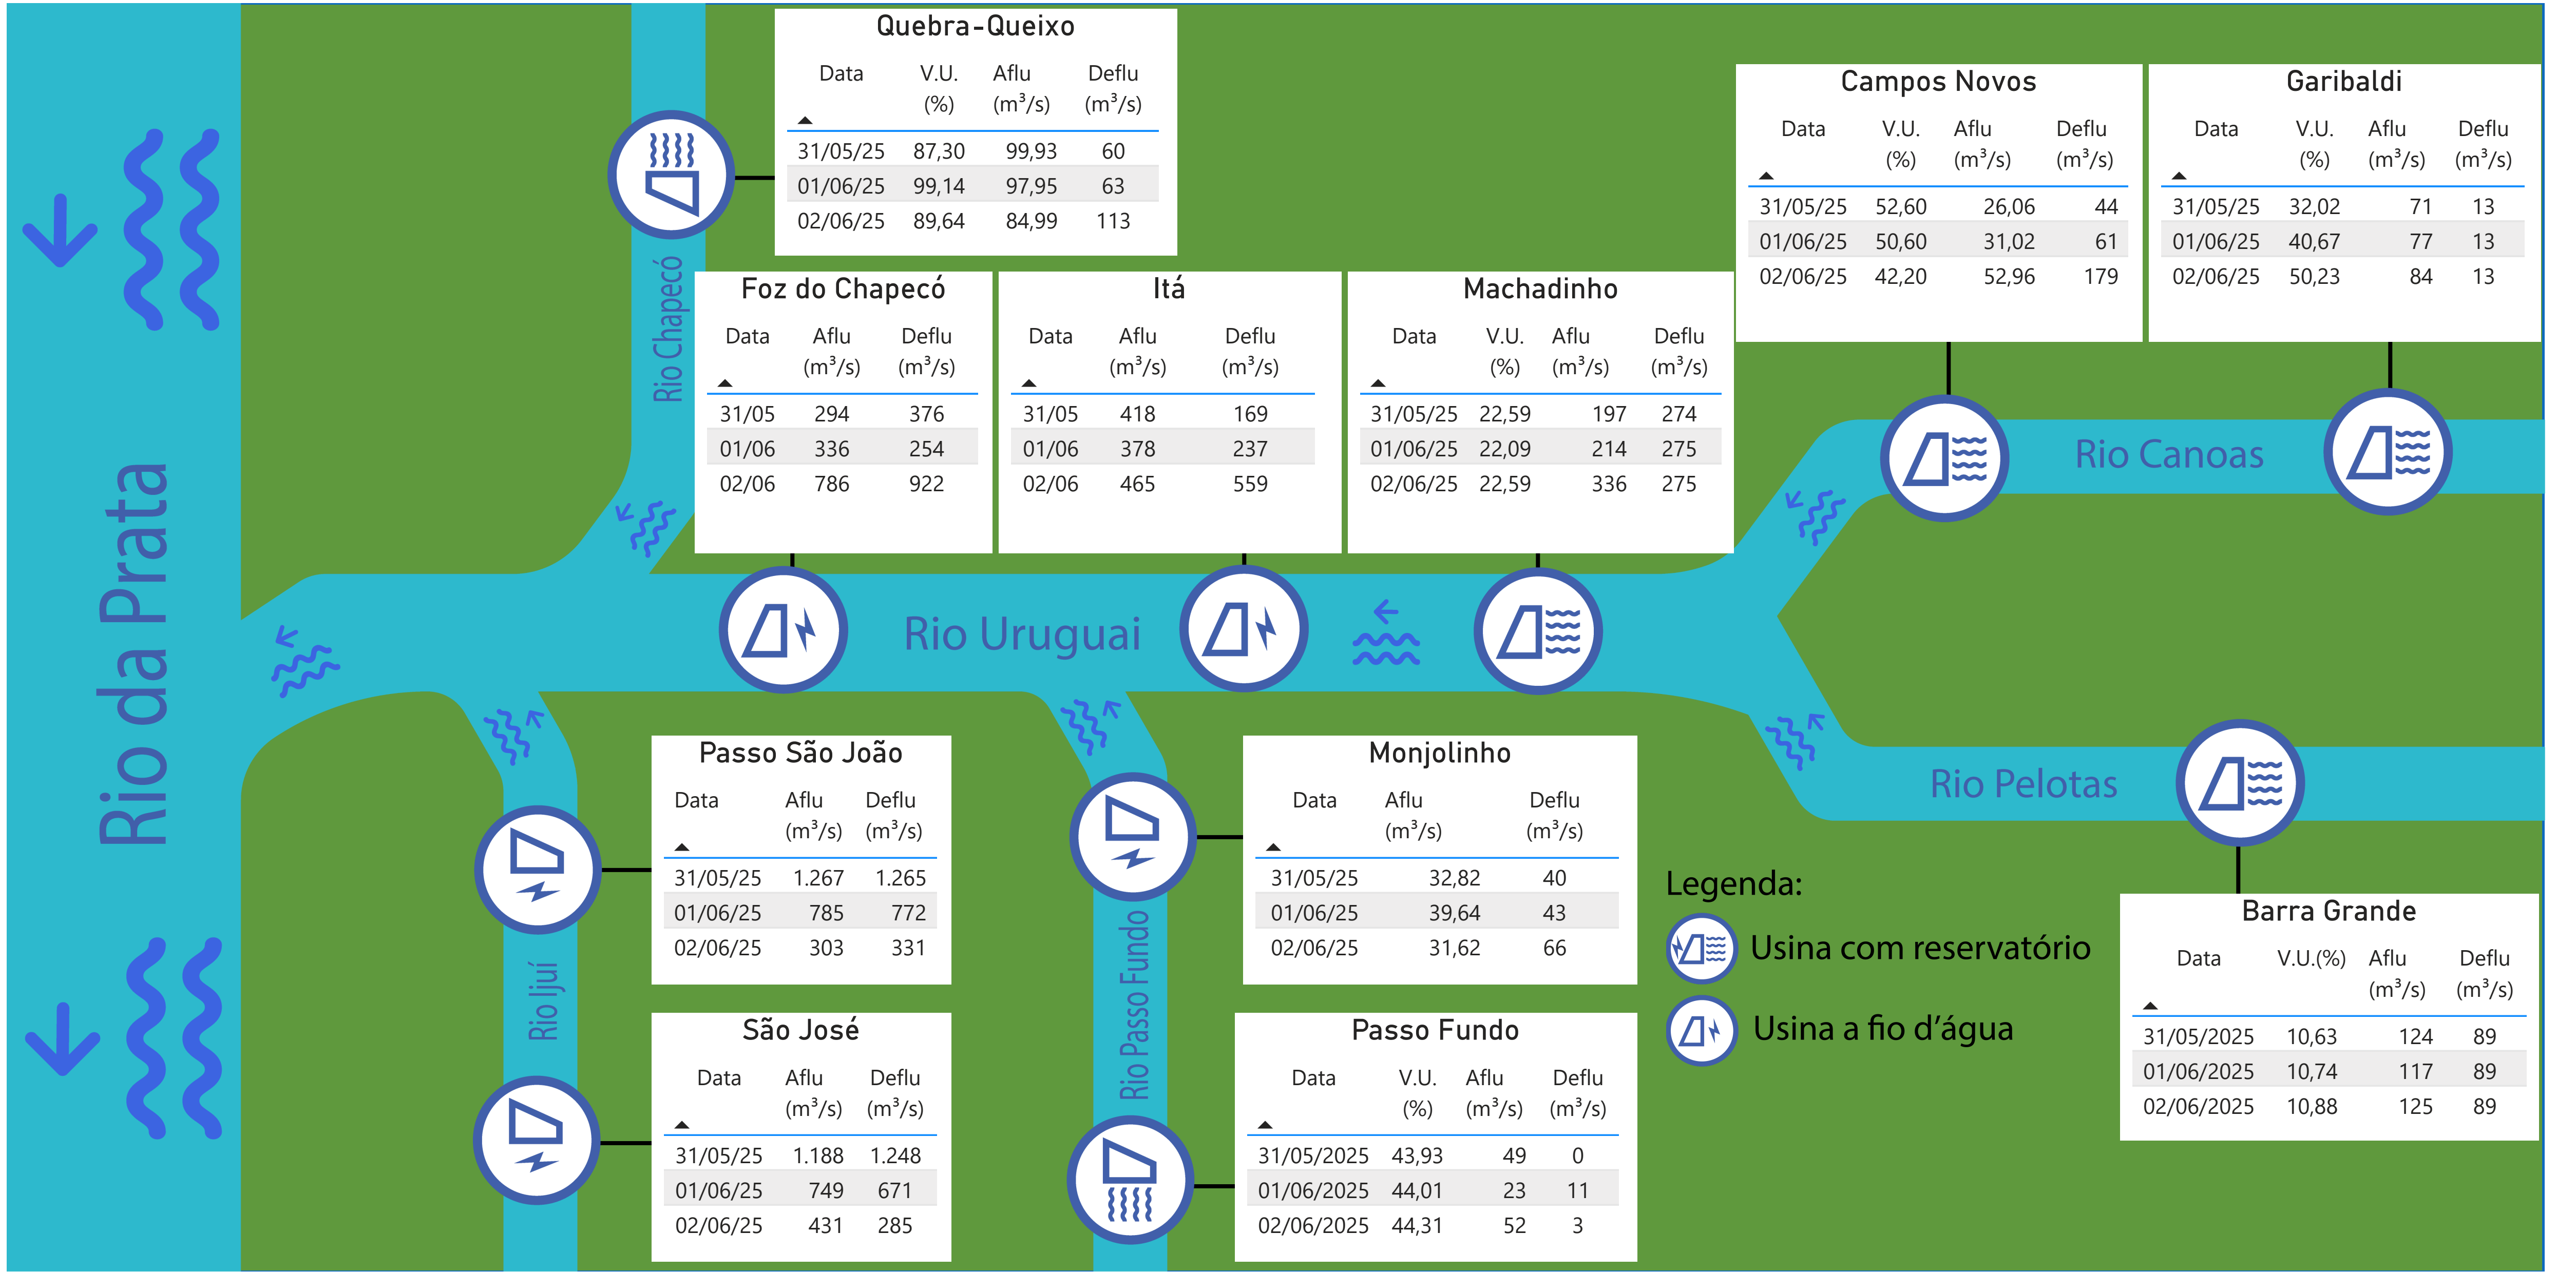 Quebra-Queixo
Data V.U. Aflu Deflu
(%) (m³/s) (m³/s)
31/05/25 87,30 99,93 60
01/06/25 99,14 97,95 63
02/06/25 89,64 84,99 113
Campos Novos
Data V.U. Aflu Deflu
(%) (m³/s) (m³/s)
31/05/25 52,60 26,06 44
01/06/25 50,60 31,02 61
02/06/25 42,20 52,96 179
Garibaldi
Data V.U. Aflu Deflu
(%) (m³/s) (m³/s)
31/05/25 32,02 71 13
01/06/25 40,67 77 13
02/06/25 50,23 84 13
Rio Chapecó
Foz do Chapecó
Data Aflu Deflu
(m³/s) (m³/s)
31/05 294 376
01/06 336 254
02/06 786 922
Itá
Data Aflu Deflu
(m³/s) (m³/s)
31/05 418 169
01/06 378 237
02/06 465 559
Machadinho
Data V.U. Aflu Deflu
(%) (m³/s) (m³/s)
31/05/25 22,59 197 274
01/06/25 22,09 214 275
02/06/25 22,59 336 275
Rio Canoas
Rio da Prata
Rio Uruguai
Rio Pelotas
Passo São João
Data Aflu Deflu
(m³/s) (m³/s)
31/05/25 1.267 1.265
01/06/25 785 772
02/06/25 303 331
Monjolinho
Data Aflu Deflu
(m³/s) (m³/s)
31/05/25 32,82 40
01/06/25 39,64 43
02/06/25 31,62 66
Legenda:
Usina com reservatório
Usina a fio d’água
Barra Grande
Data V.U.(%) Aflu Deflu
(m³/s) (m³/s)
31/05/2025 10,63 124 89
01/06/2025 10,74 117 89
02/06/2025 10,88 125 89
Rio Ijuí
Rio Passo Fundo
São José
Data Aflu Deflu
(m³/s) (m³/s)
31/05/25 1.188 1.248
01/06/25 749 671
02/06/25 431 285
Passo Fundo
Data V.U. Aflu Deflu
(%) (m³/s) (m³/s)
31/05/2025 43,93 49 0
01/06/2025 44,01 23 11
02/06/2025 44,31 52 3